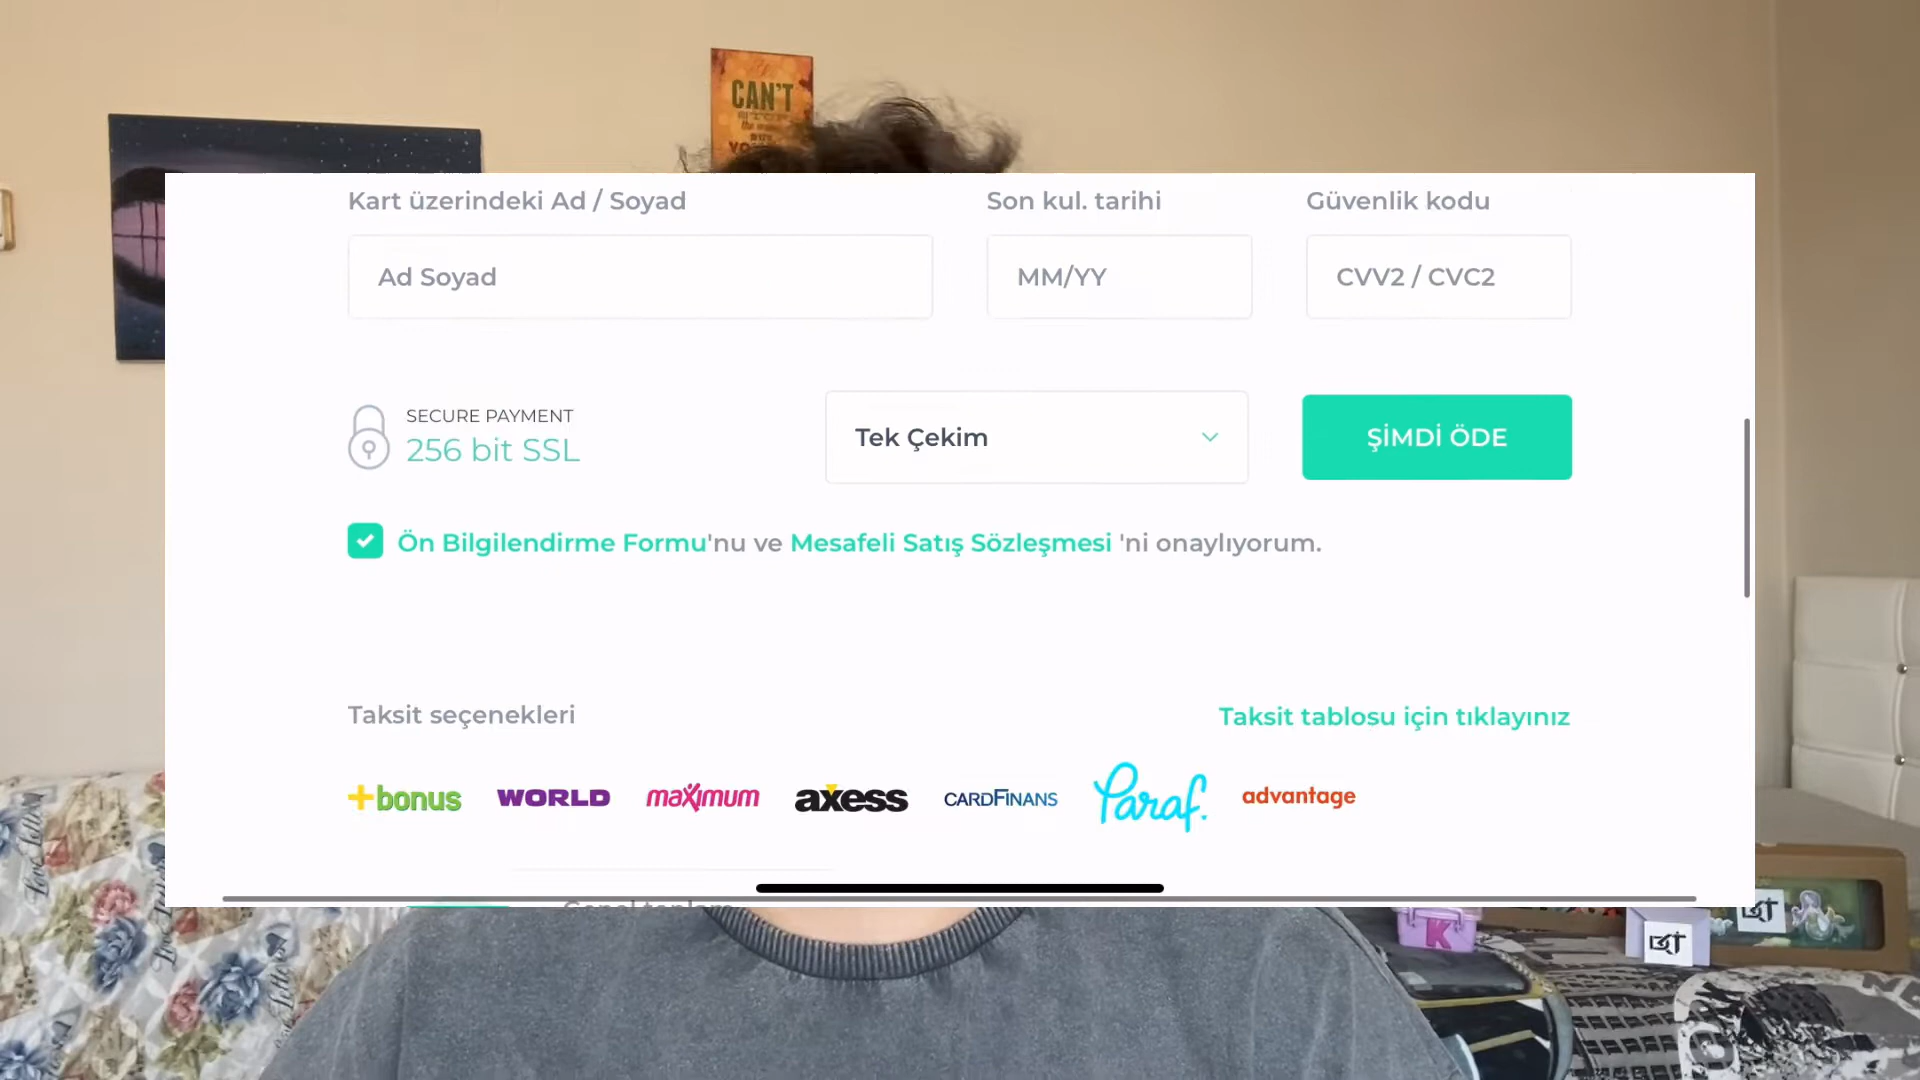 CAN'T
Kart üzerindeki Ad / Soyad
Son kul. tarihi
Güvenlik kodu
Ad Soyad
MM/YY
CVV2 / CVC2
SECURE PAYMENT
256 bit SSL
Tek Çekim
ŞİMDİ ÖDE
Ön Bilgilendirme Formu'nu ve Mesafeli Satış Sözleşmesi 'ni onaylıyorum.
Taksit seçenekleri
Taksit tablosu için tıklayınız
+bonus
WORLD
maximum
axess
CARDFINANS
Paraf.
advantage
K